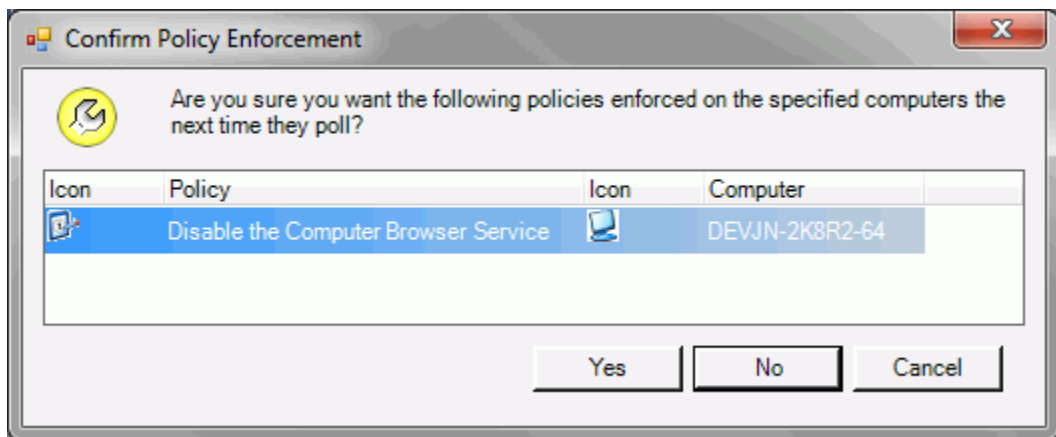 Confirm Policy Enforcement
Are you sure you want the following policies enforced on the specified computers the
next time they poll?
Icon Policy Icon Computer
Disable the Computer Browser Service DEVJN-2K8R2-64
Yes No Cancel